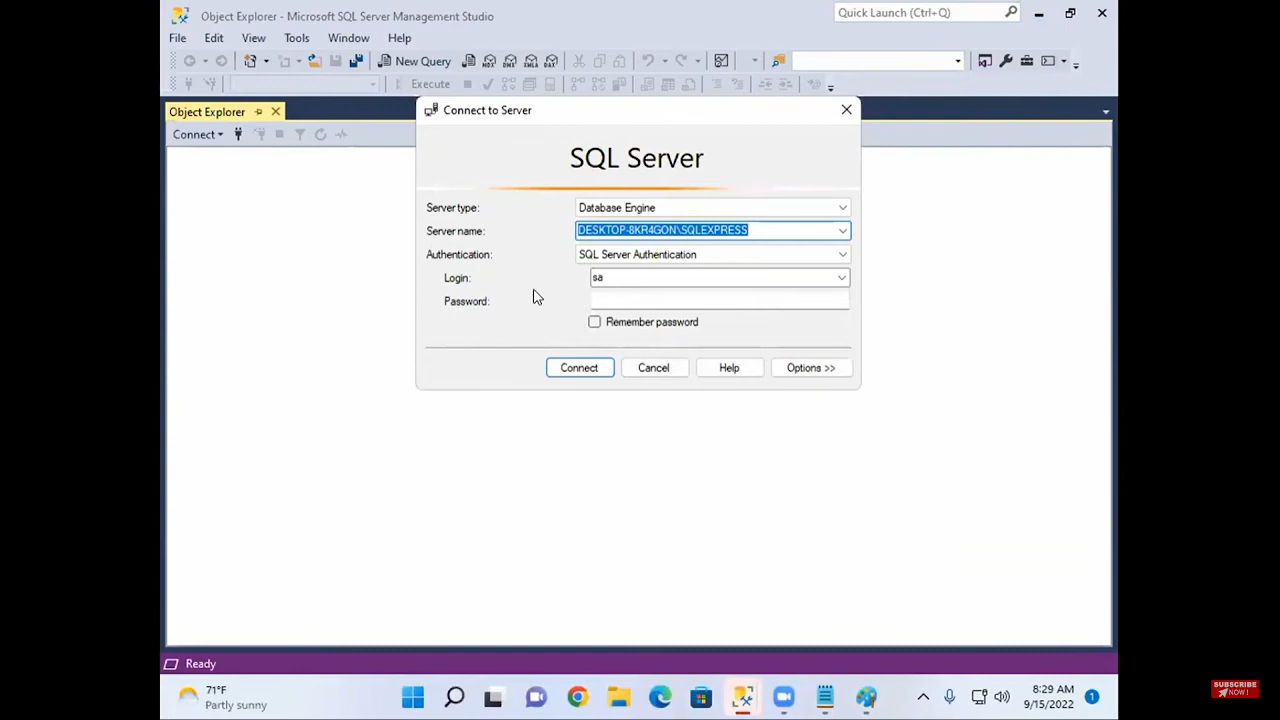 Object Explorer - Microsoft SQL Server Management Studio
Quick Launch (Ctrl+Q)
File Edit View Tools Window Help
New Query
Execute
Object Explorer
Connect
Connect to Server
SQL Server
Server type: Database Engine
Server name: DESKTOP-8KR4GON\SQLEXPRESS
Authentication: SQL Server Authentication
Login: sa
Password:
Remember password
Connect Cancel Help Options >>
Ready
71°F
Partly sunny
8:29 AM
9/15/2022
1
SUBSCRIBE
NOW!